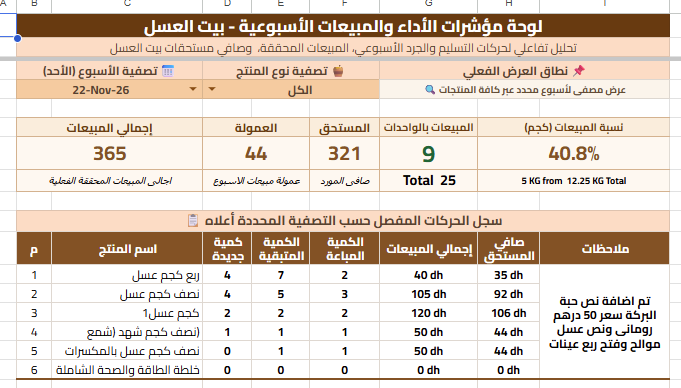 B C D E F G H I
لوحة مؤشرات الأداء والمبيعات الأسبوعية - بيت العسل
تحليل تفاعلي لحركات التسليم والجرد الأسبوعي، المبيعات المحققة، وصافي مستحقات بيت العسل
📅 تصفية الأسبوع (الأحد) 🍯 تصفية نوع المنتج 📌 نطاق العرض الفعلي
22-Nov-26 الكل عرض مصفى لأسبوع محدد عبر كافة المنتجات 🔍
إجمالي المبيعات العمولة المستحق المبيعات بالواحدات نسبة المبيعات (كجم)
365 44 321 9 40.8%
اجالى المبيعات المحققة الفعلية عمولة مبيعات الاسبوع صافى المورد Total 25 5 KG from 12.25 KG Total
سجل الحركات المفصل حسب التصفية المحددة أعلاه 📋
م اسم المنتج كمية جديدة الكمية المتبقية الكمية المباعة إجمالي المبيعات صافي المستحق ملاحظات
1 ربع كجم عسل 4 7 2 40 dh 35 dh
2 نصف كجم عسل 4 5 3 105 dh 92 dh
3 كجم عسل1 2 2 2 120 dh 106 dh
4 (نصف كجم شهد (شمع 1 1 1 50 dh 44 dh
5 نصف كجم عسل بالمكسرات 0 1 1 50 dh 44 dh
6 خلطة الطاقة والصحة الشاملة 0 0 0 0 dh 0 dh
تم اضافة نص حبة
البركة سعر 50 درهم
رومانى ونص عسل
موالح وفتح ربع عينات